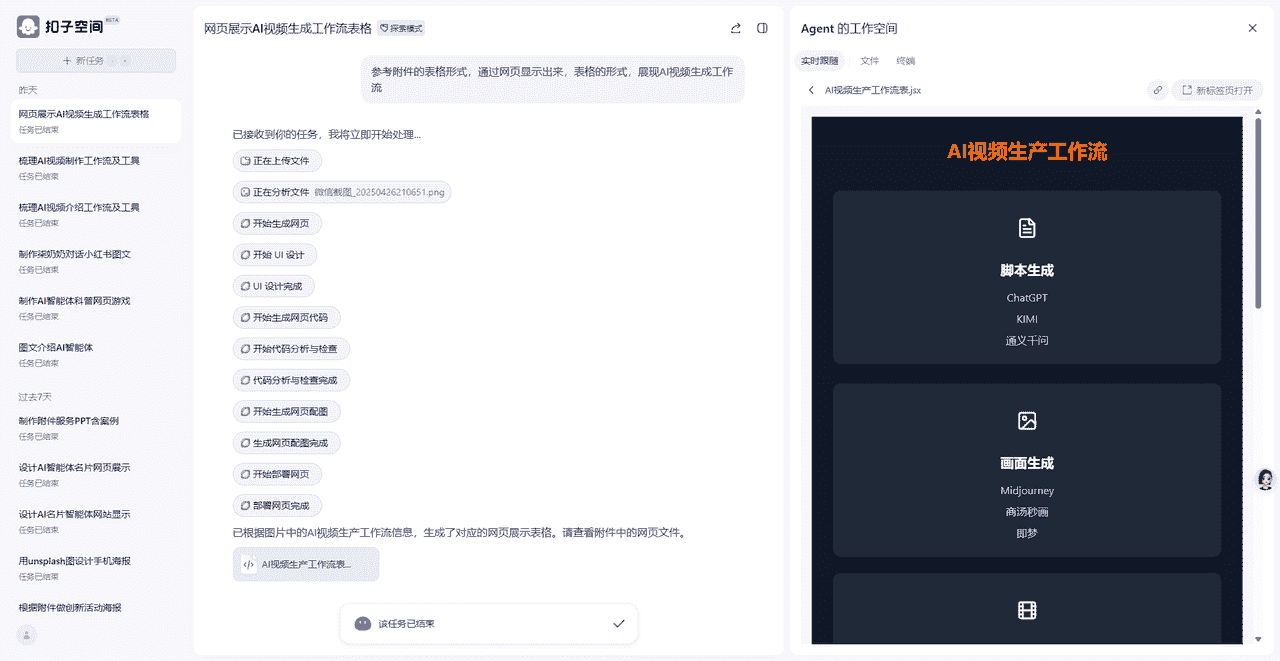 扣子空间 BETA
+ 新任务
昨天
网页展示AI视频生成工作流表格
任务已结束
梳理AI视频制作工作流及工具
任务已结束
梳理AI视频介绍工作流及工具
任务已结束
制作柒奶奶对话小红书图文
任务已结束
制作AI智能体科普网页游戏
任务已结束
图文介绍AI智能体
任务已结束
过去7天
制作附件服务PPT含案例
任务已结束
设计AI智能体名片网页展示
任务已结束
设计AI名片智能体网站显示
任务已结束
用unsplash图设计手机海报
任务已结束
根据附件做创新活动海报
网页展示AI视频生成工作流表格
探索模式
参考附件的表格形式，通过网页显示出来，表格的形式，展现AI视频生成工作
流
已接收到你的任务，我将立即开始处理...
正在上传文件
正在分析文件 微信截图_20250426210651.png
开始生成网页
开始 UI 设计
UI 设计完成
开始生成网页代码
开始代码分析与检查
代码分析与检查完成
开始生成网页配图
生成网页配图完成
开始部署网页
部署网页完成
已根据图片中的AI视频生产工作流信息，生成了对应的网页展示表格。请查看附件中的网页文件。
AI视频生产工作流表...
该任务已结束
Agent 的工作空间
实时跟随 文件 终端
AI视频生产工作流表.jsx
新标签页打开
AI视频生产工作流
脚本生成
ChatGPT
KIMI
通义千问
画面生成
Midjourney
商汤秒画
即梦